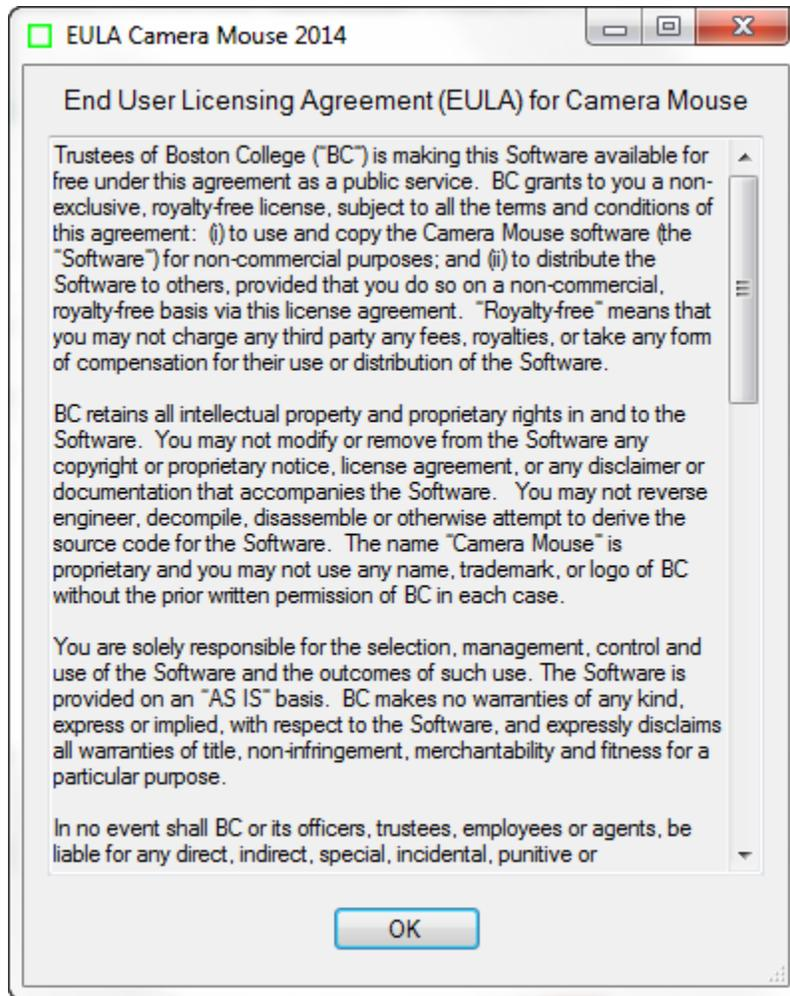 EULA Camera Mouse 2014
End User Licensing Agreement (EULA) for Camera Mouse
Trustees of Boston College ("BC") is making this Software available for
free under this agreement as a public service.  BC grants to you a non-
exclusive, royalty-free license, subject to all the terms and conditions of
this agreement:  (i) to use and copy the Camera Mouse software (the
"Software") for non-commercial purposes; and (ii) to distribute the
Software to others, provided that you do so on a non-commercial,
royalty-free basis via this license agreement.  "Royalty-free" means that
you may not charge any third party any fees, royalties, or take any form
of compensation for their use or distribution of the Software.

BC retains all intellectual property and proprietary rights in and to the
Software.  You may not modify or remove from the Software any
copyright or proprietary notice, license agreement, or any disclaimer or
documentation that accompanies the Software.   You may not reverse
engineer, decompile, disassemble or otherwise attempt to derive the
source code for the Software.  The name "Camera Mouse" is
proprietary and you may not use any name, trademark, or logo of BC
without the prior written permission of BC in each case.

You are solely responsible for the selection, management, control and
use of the Software and the outcomes of such use. The Software is
provided on an "AS IS" basis.  BC makes no warranties of any kind,
express or implied, with respect to the Software, and expressly disclaims
all warranties of title, non-infringement, merchantability and fitness for a
particular purpose.

In no event shall BC or its officers, trustees, employees or agents, be
liable for any direct, indirect, special, incidental, punitive or
OK